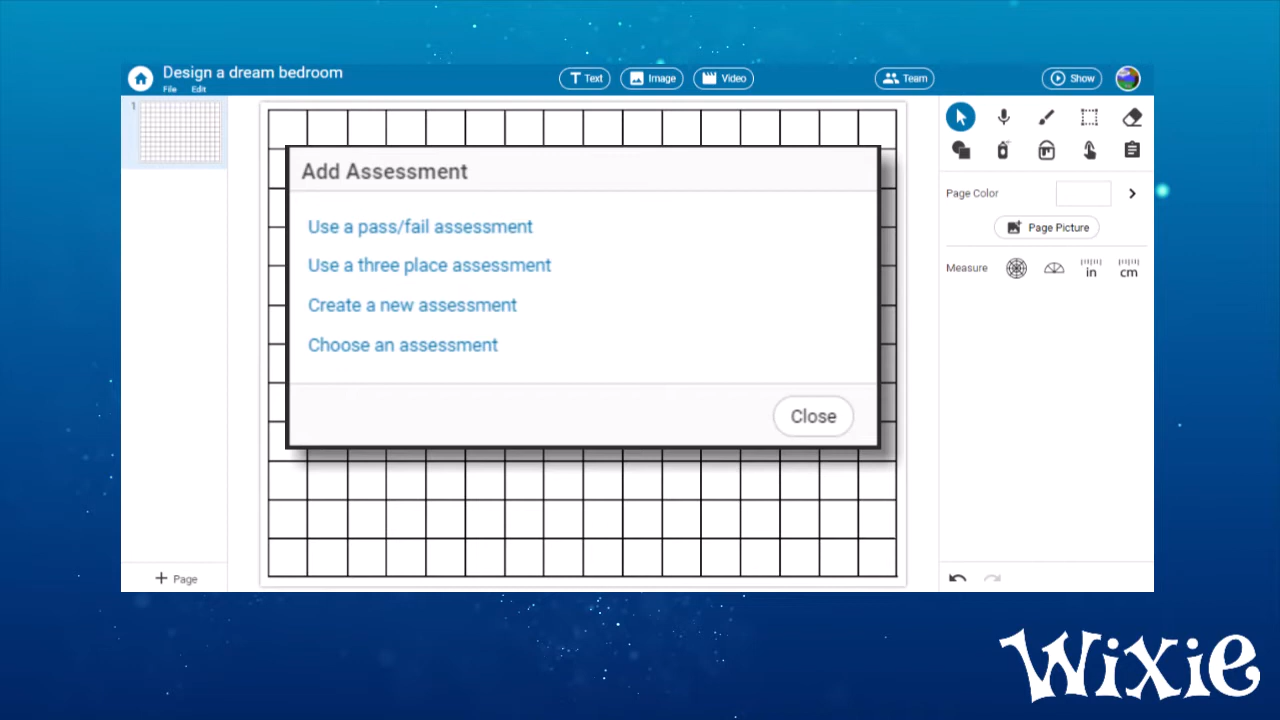 Design a dream bedroom
File Edit
Text Image Video Team Show
1
Add Assessment
Use a pass/fail assessment
Use a three place assessment
Create a new assessment
Choose an assessment
Close
Page Color
Page Picture
Measure in cm
+ Page
Wixie